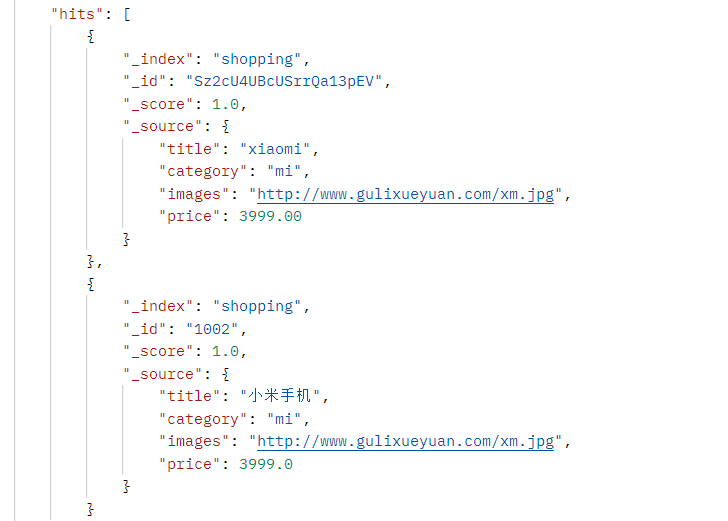 "hits": [
{
"_index": "shopping",
"_id": "Sz2cU4UBcUSrrQa13pEV",
"_score": 1.0,
"_source": {
"title": "xiaomi",
"category": "mi",
"images": "http://www.gulixueyuan.com/xm.jpg",
"price": 3999.00
}
},
{
"_index": "shopping",
"_id": "1002",
"_score": 1.0,
"_source": {
"title": "小米手机",
"category": "mi",
"images": "http://www.gulixueyuan.com/xm.jpg",
"price": 3999.0
}
}